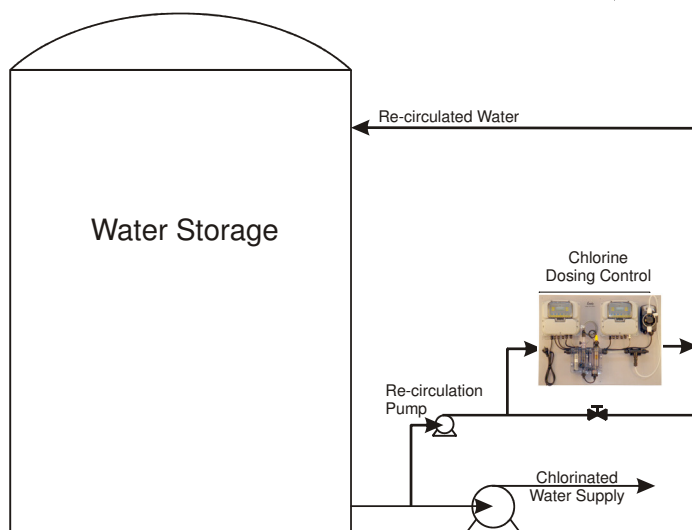 Re-circulated Water
Water Storage
Chlorine
Dosing Control
Re-circulation
Pump
Chlorinated
Water Supply